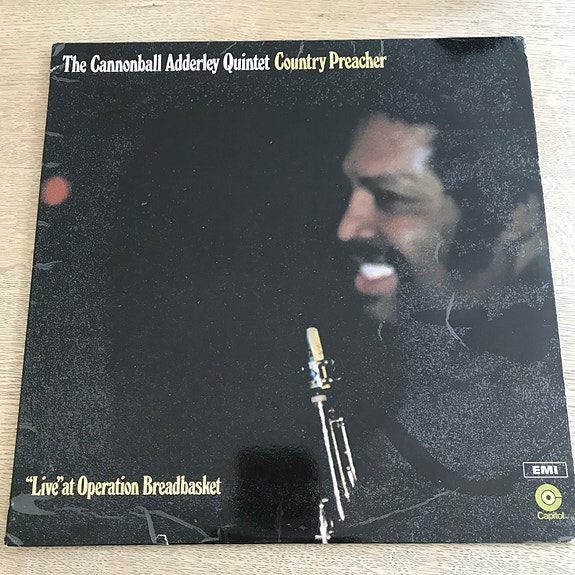 The Cannonball Adderley Quintet Country Preacher
"Live" at Operation Breadbasket
EMI
Capitol